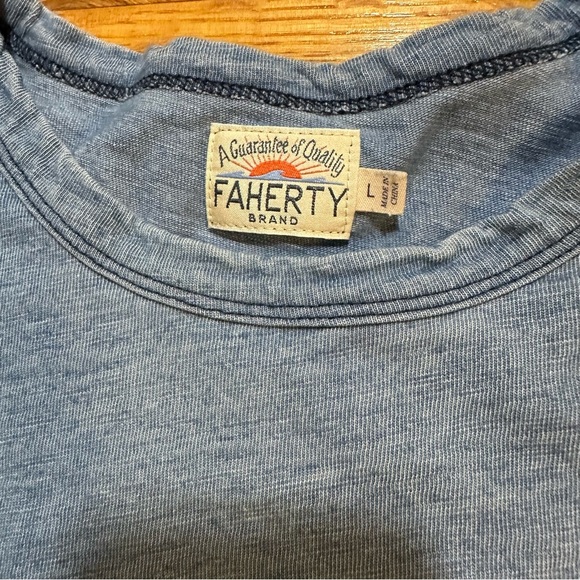 A Guarantee of Quality
FAHERTY
BRAND
L
MADE IN
CHINA